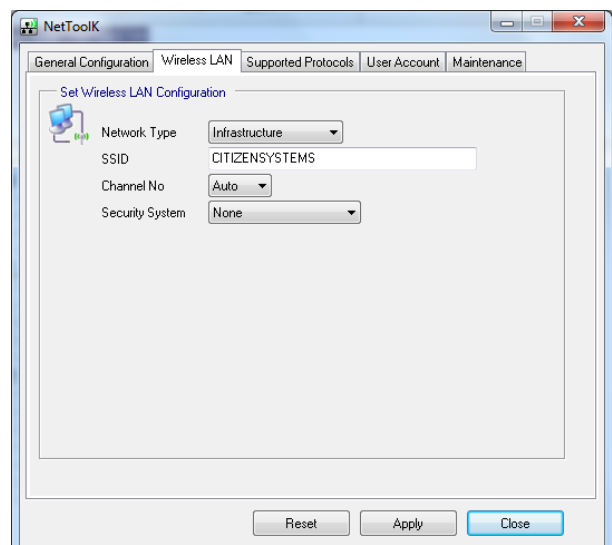 NetToolK
General Configuration Wireless LAN Supported Protocols User Account Maintenance
Set Wireless LAN Configuration
Network Type Infrastructure
SSID CITIZENSYSTEMS
Channel No Auto
Security System None
Reset Apply Close